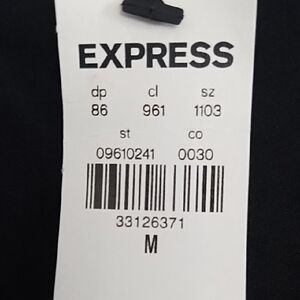 EXPRESS
dp cl sz
86 961 1103
st co
09610241 0030
33126371
M